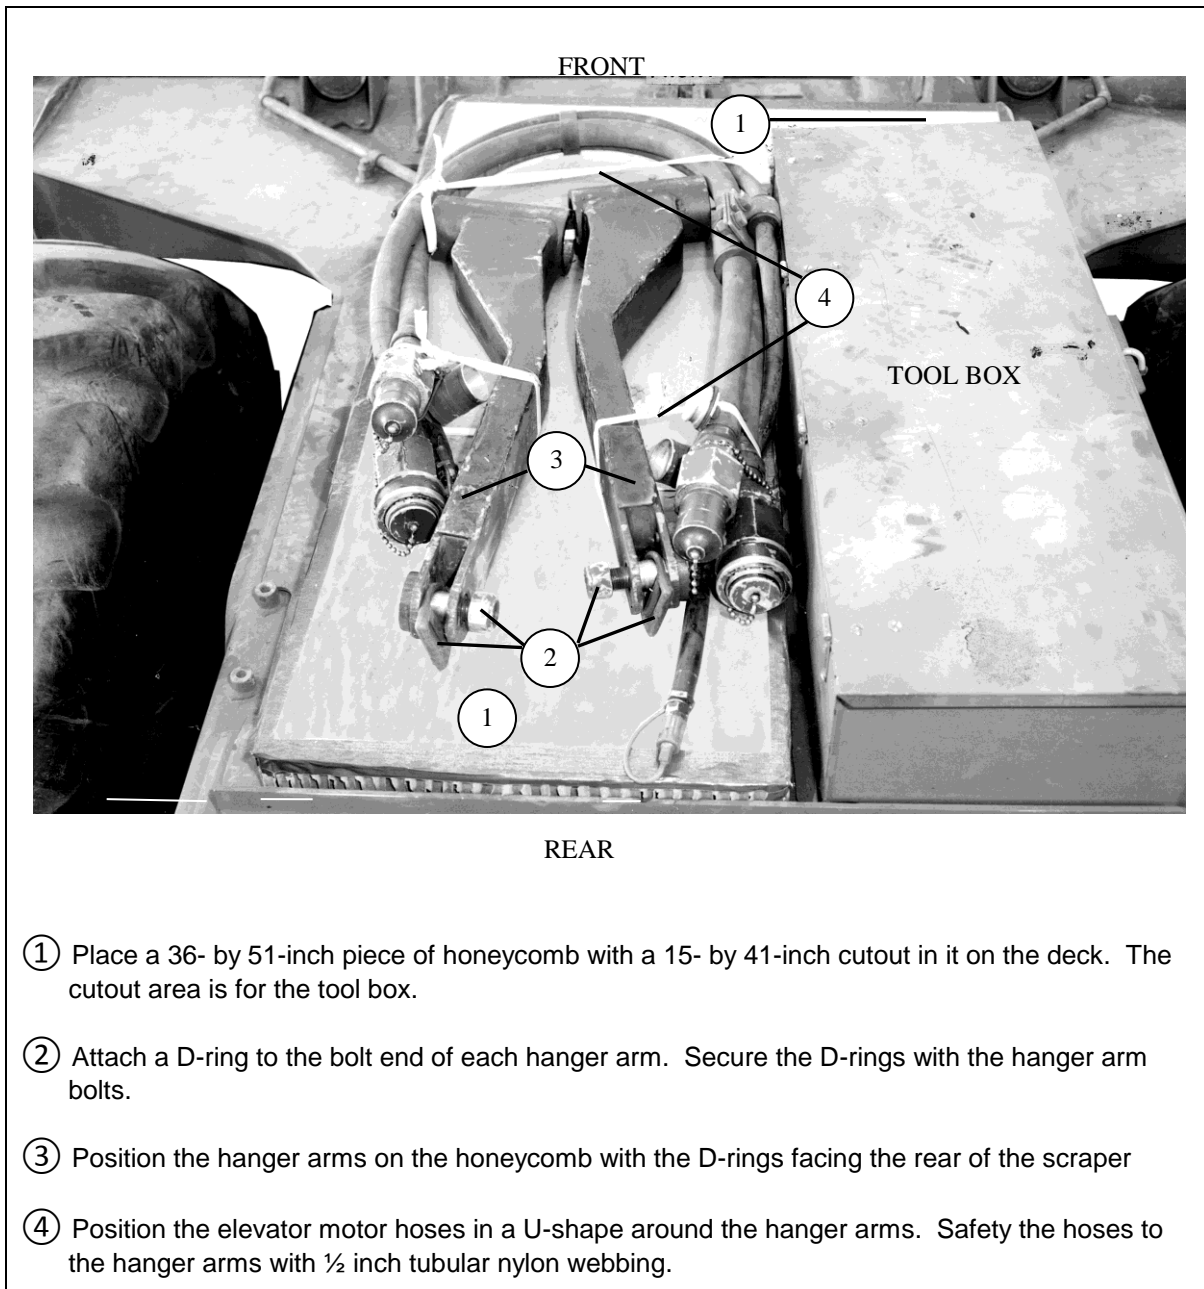 FRONT
1
4
TOOL BOX
3
2
1
REAR
① Place a 36- by 51-inch piece of honeycomb with a 15- by 41-inch cutout in it on the deck. The
cutout area is for the tool box.
② Attach a D-ring to the bolt end of each hanger arm. Secure the D-rings with the hanger arm
bolts.
③ Position the hanger arms on the honeycomb with the D-rings facing the rear of the scraper
④ Position the elevator motor hoses in a U-shape around the hanger arms. Safety the hoses to
the hanger arms with ½ inch tubular nylon webbing.